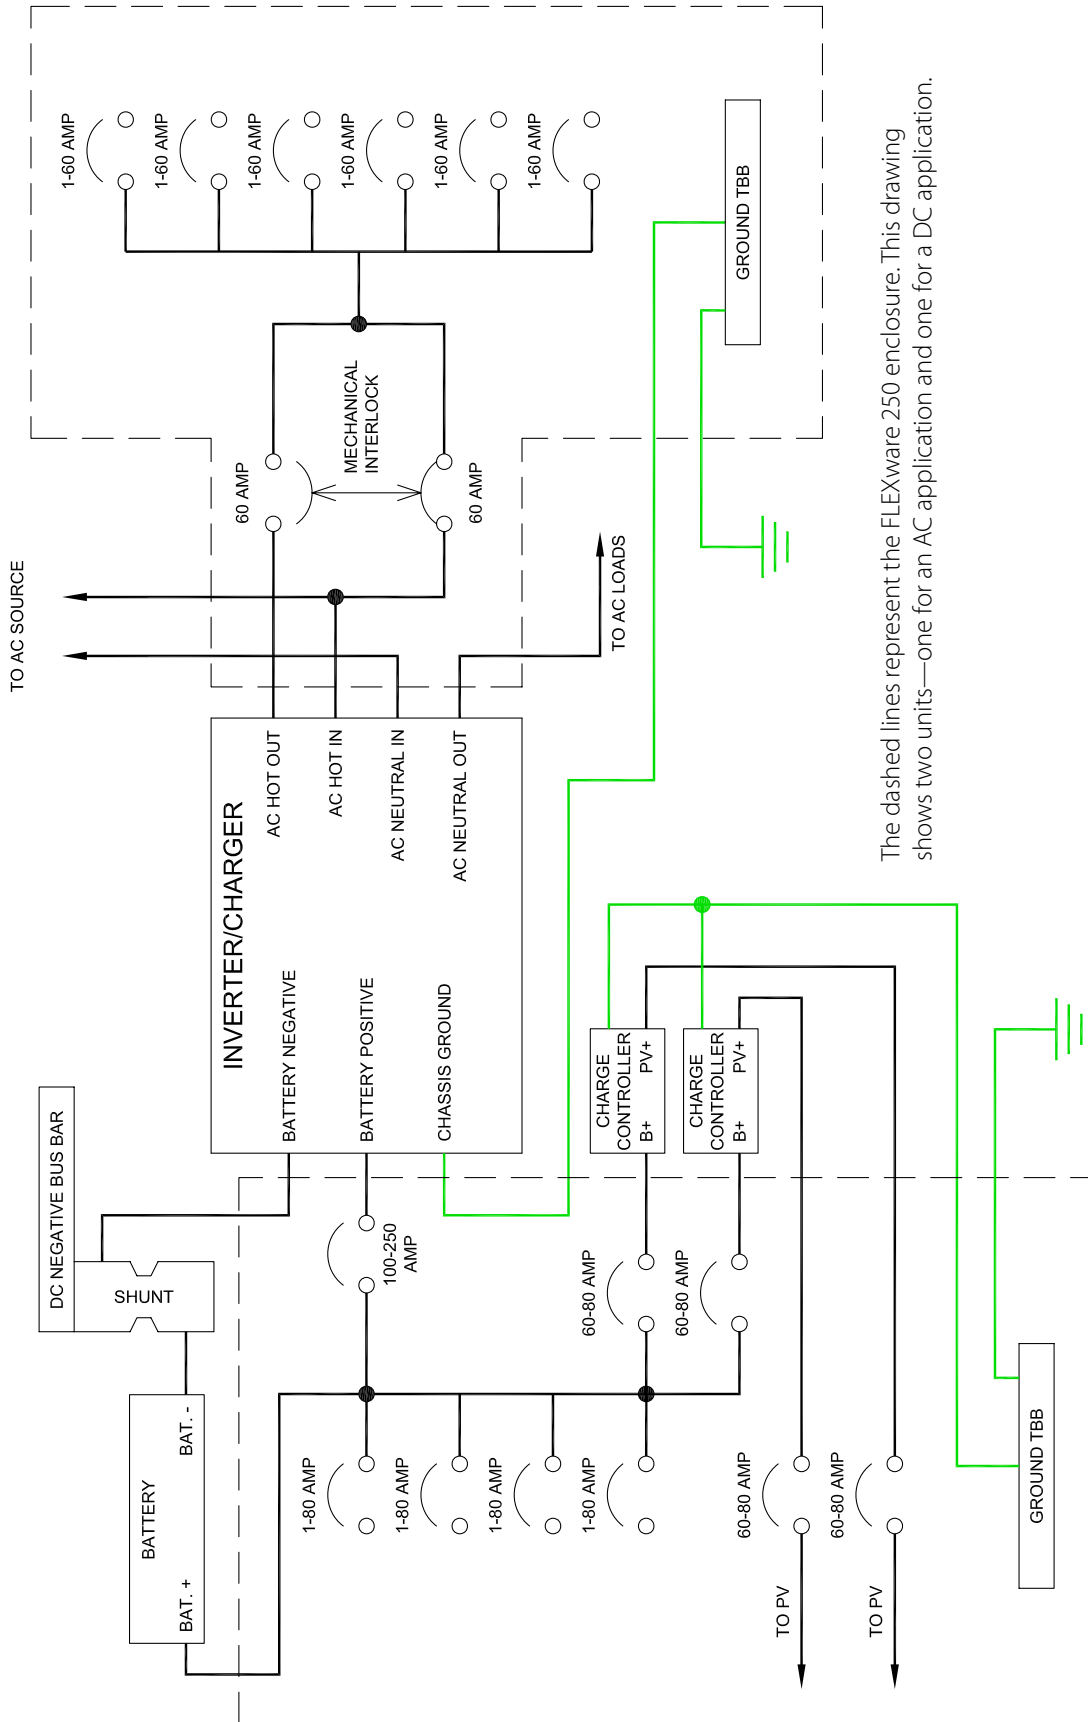 TO AC SOURCE
1-60 AMP
1-60 AMP
1-60 AMP
1-60 AMP
1-60 AMP
1-60 AMP
60 AMP
MECHANICAL
INTERLOCK
60 AMP
TO AC LOADS
GROUND TBB
INVERTER/CHARGER
AC HOT OUT
AC HOT IN
AC NEUTRAL IN
AC NEUTRAL OUT
BATTERY NEGATIVE
BATTERY POSITIVE
CHASSIS GROUND
DC NEGATIVE BUS BAR
SHUNT
BATTERY
BAT. +
BAT. -
100-250
AMP
CHARGE
CONTROLLER
B+
PV+
CHARGE
CONTROLLER
B+
PV+
60-80 AMP
60-80 AMP
1-80 AMP
1-80 AMP
1-80 AMP
1-80 AMP
60-80 AMP
60-80 AMP
TO PV
TO PV
GROUND TBB
The dashed lines represent the FLEXware 250 enclosure. This drawing
shows two units—one for an AC application and one for a DC application.